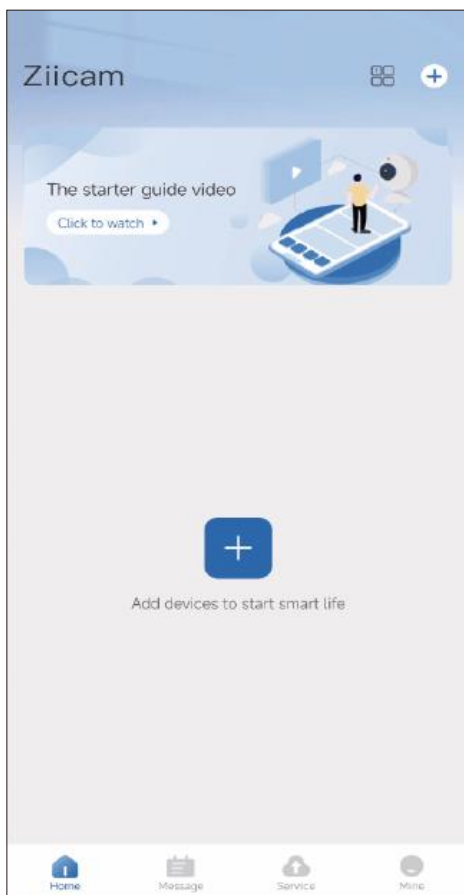 Ziicam
The starter guide video
Click to watch
Add devices to start smart life
Home
Message
Service
Mine